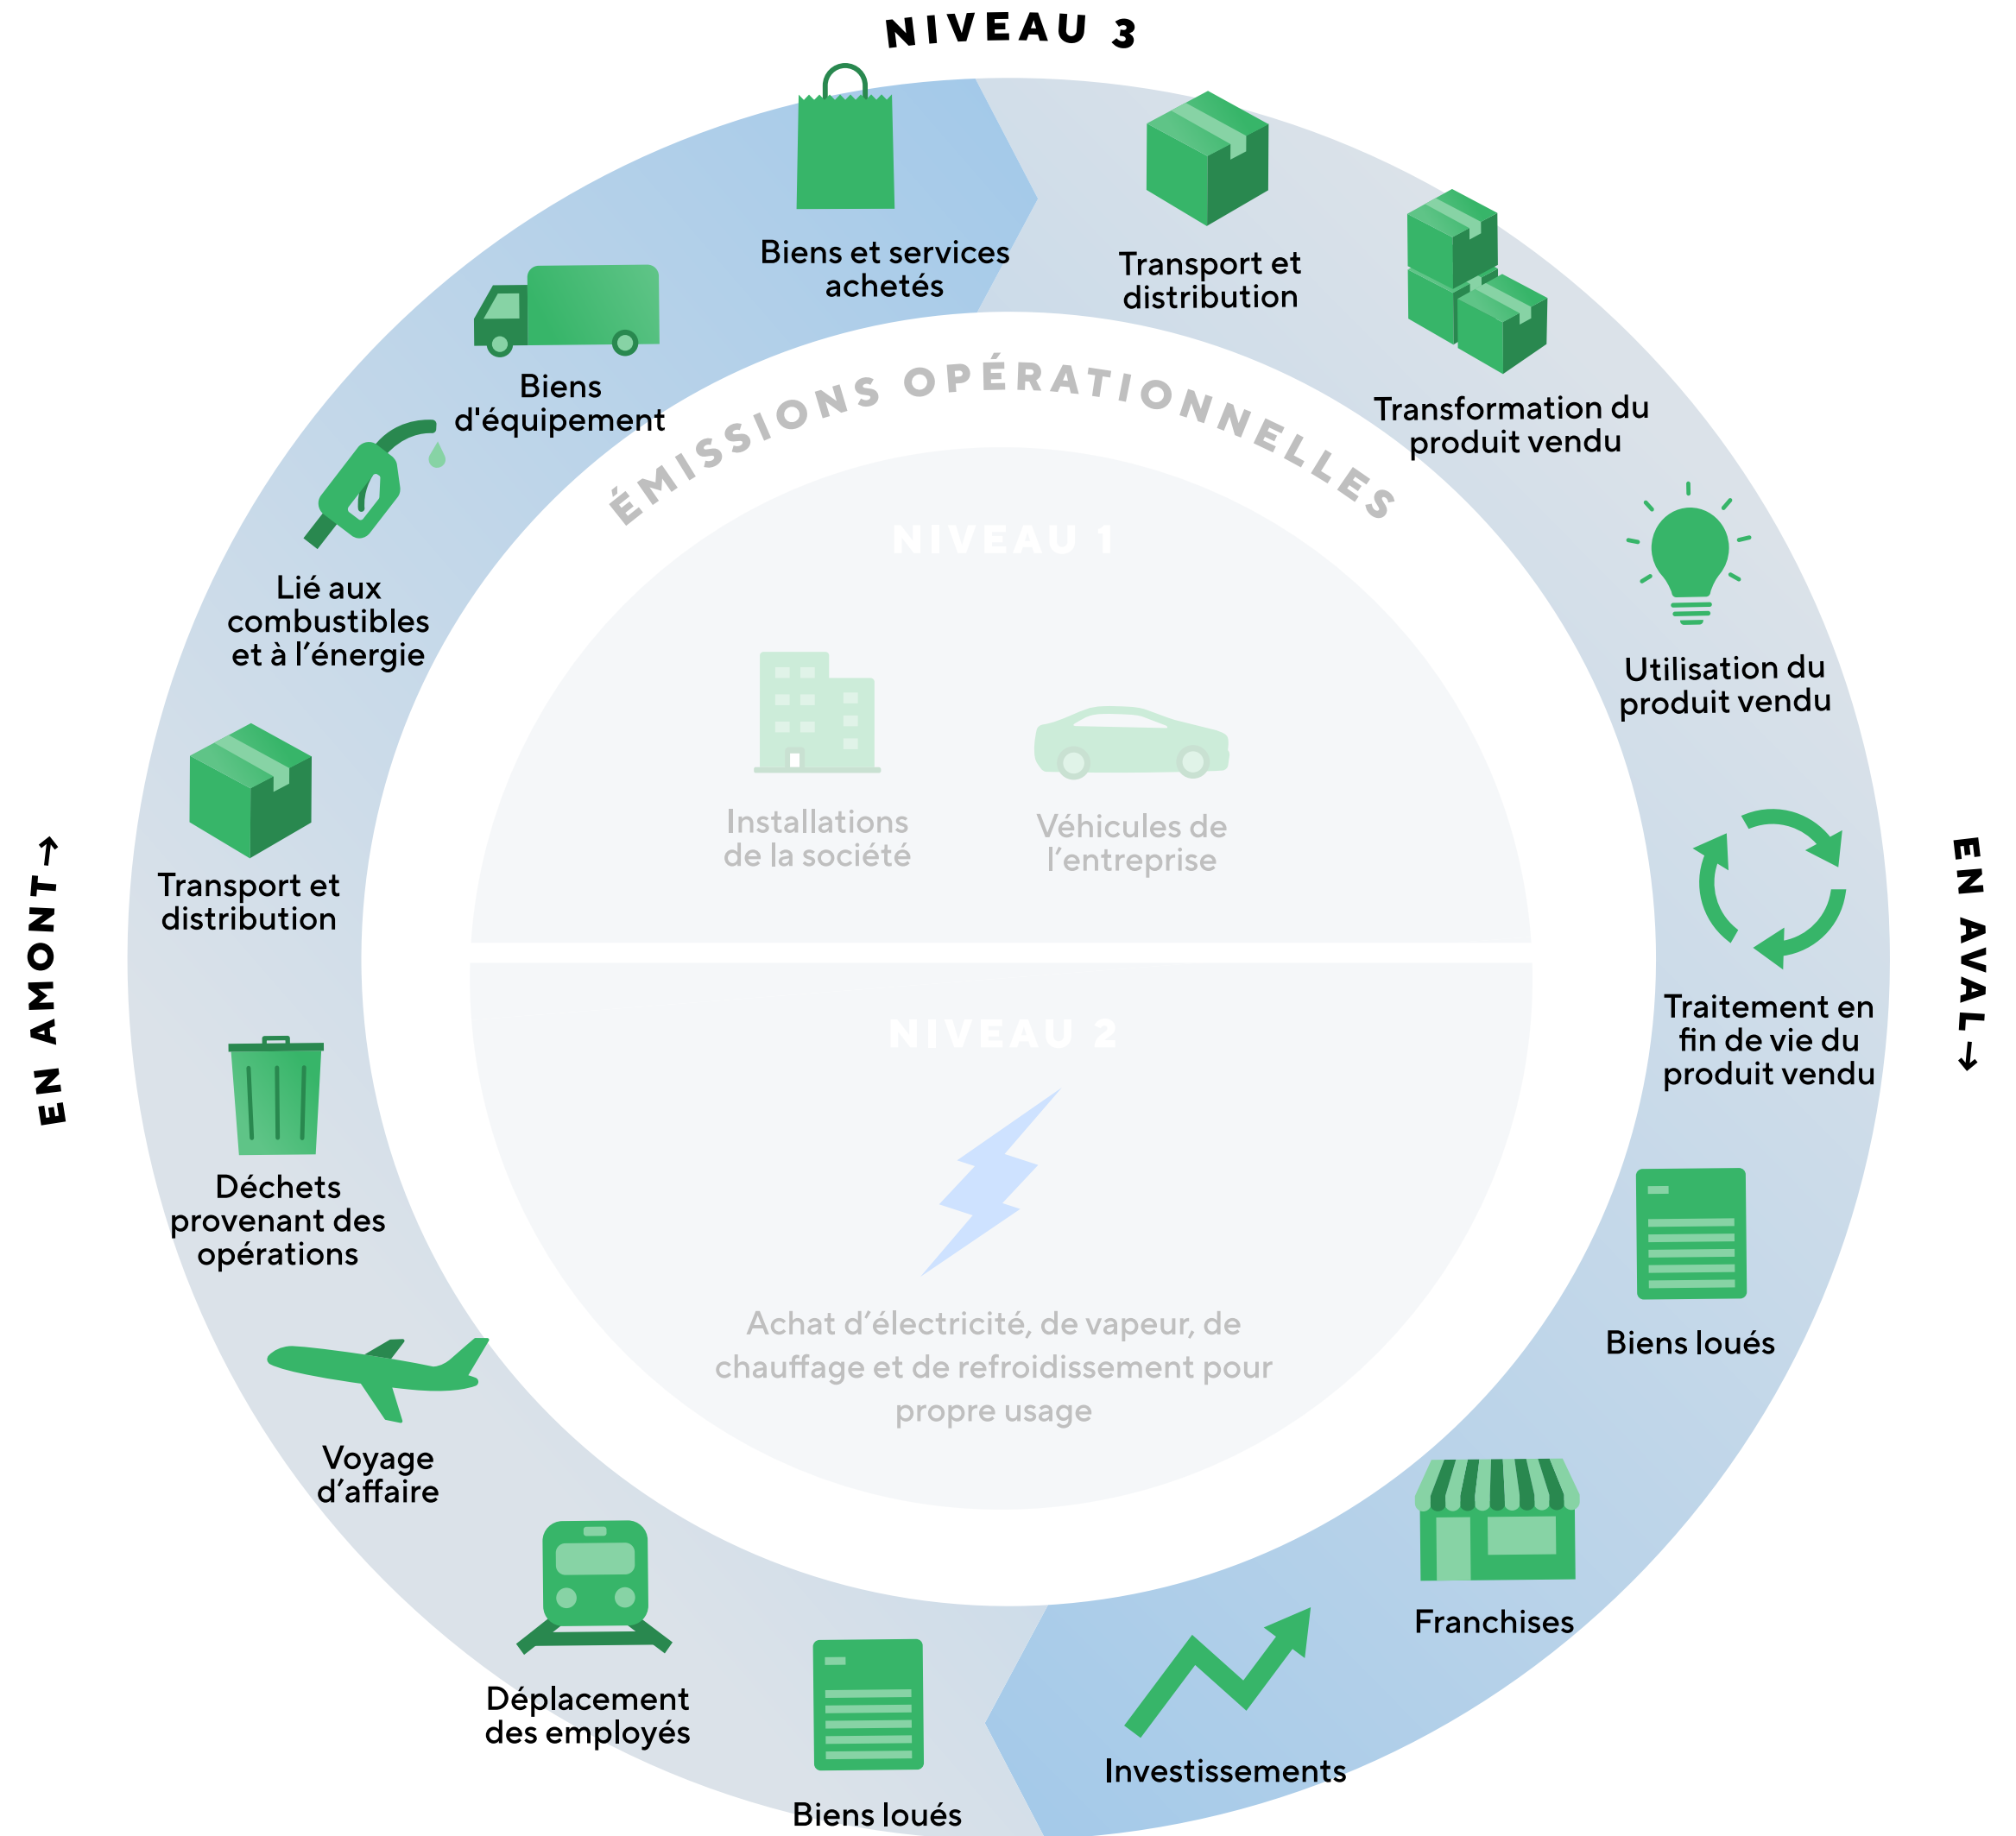 NIVEAU 3
Biens et services
achetés
Transport et
distribution
Transformation du
produit vendu
Utilisation du
produit vendu
Traitement en
fin de vie du
produit vendu
Biens loués
Franchises
Investissements
EN AVAL→
EN AMONT→
Biens
d'équipement
Lié aux
combustibles
et à l’énergie
Transport et
distribution
Déchets
provenant des
opérations
Voyage
d’affaire
Déplacement
des employés
Biens loués
ÉMISSIONS OPÉRATIONNELLES
NIVEAU 1
Installations
de la société
Véhicules de
l’entreprise
NIVEAU 2
Achat d’électricité, de vapeur, de
chauffage et de refroidissement pour
propre usage